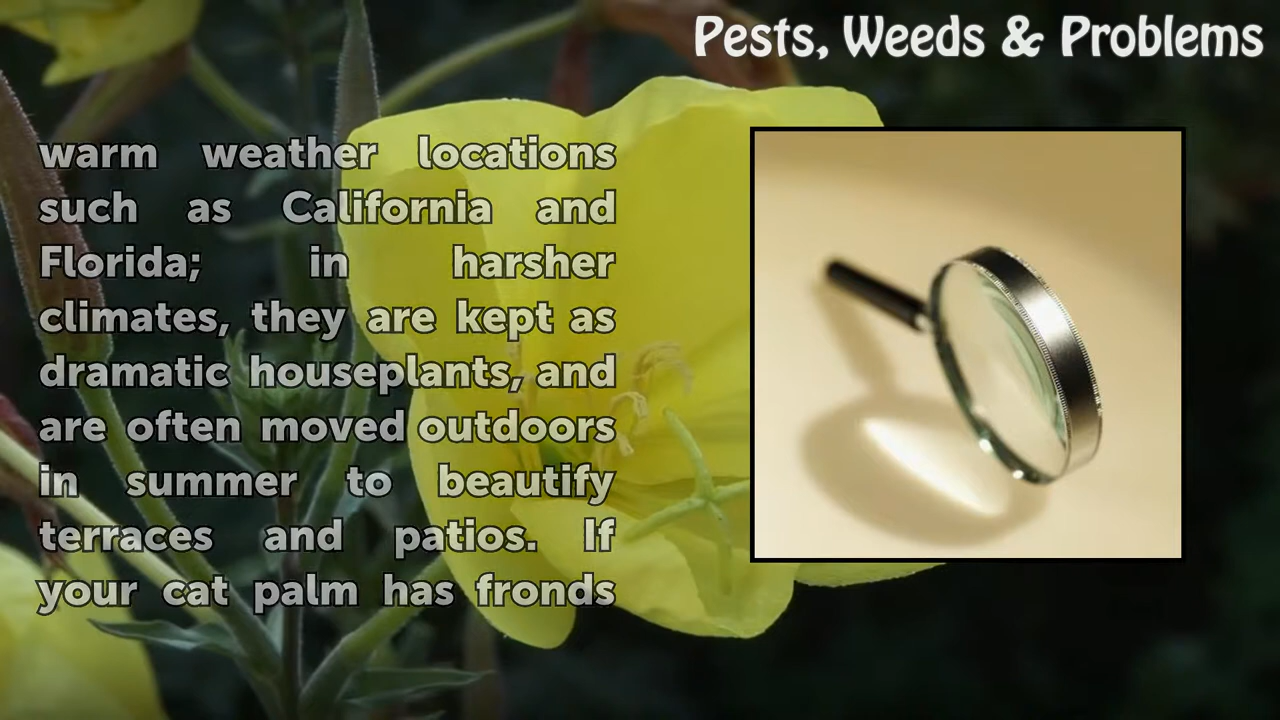 Pests, Weeds & Problems
warm weather locations
such as California and
Florida; in harsher
climates, they are kept as
dramatic houseplants, and
are often moved outdoors
in summer to beautify
terraces and patios. If
your cat palm has fronds